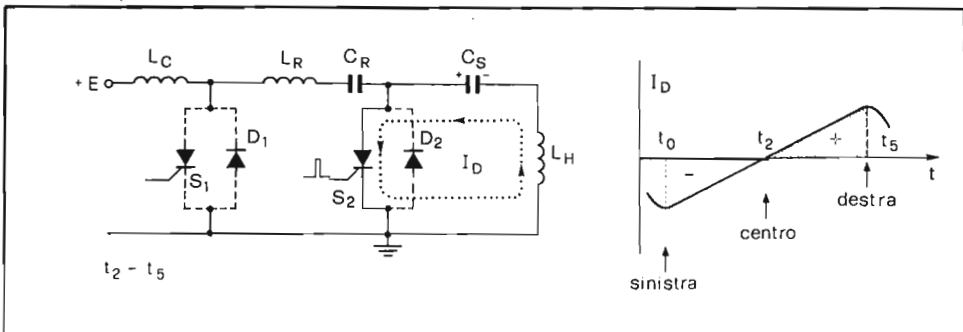 L_C
L_R
C_R
C_S
+E
+ -
D_1
D_2
S_1
S_2
I_D
L_H
t_2 - t_5
I_D
t_0
t_2
t_5
-
+
t
sinistra
centro
destra